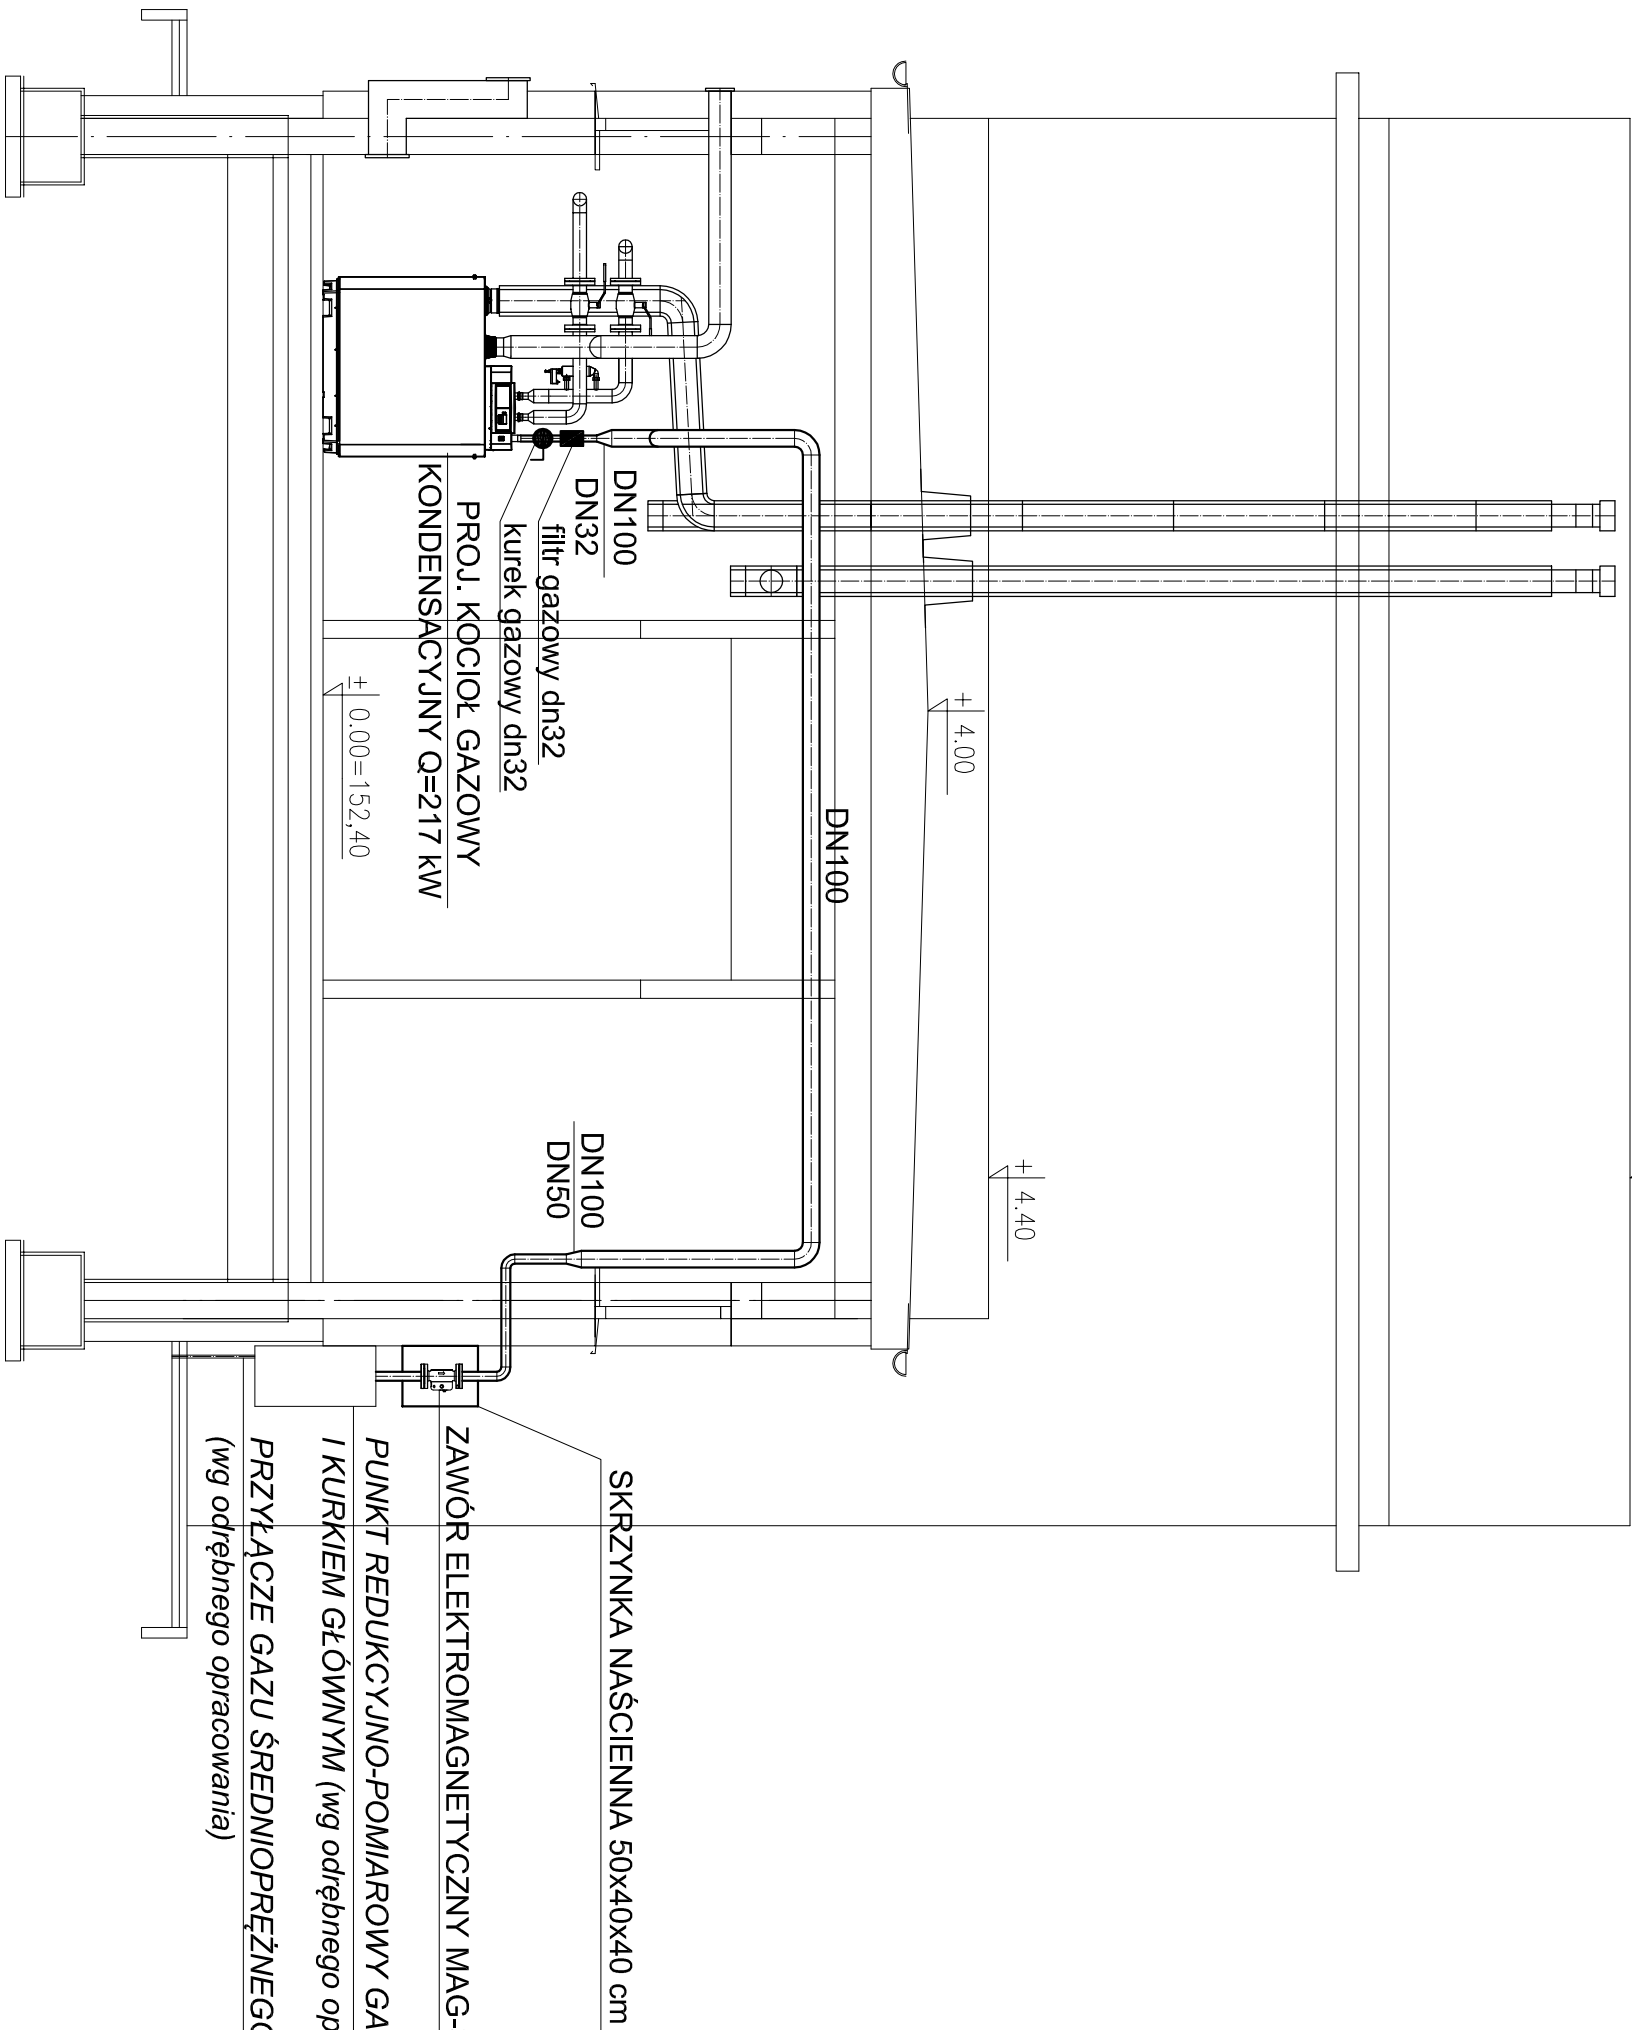 + 4.40
+ 4.00
DN100
DN100
DN32
filtr gazowy dn32
kurek gazowy dn32
PROJ. KOCIOŁ GAZOWY
KONDENSACYJNY Q=217 kW
± 0.00=152,40
DN100
DN50
SKRZYNKA NAŚCIENNA 50x40x40 cm
ZAWÓR ELEKTROMAGNETYCZNY MAG-
PUNKT REDUKCYJNO-POMIAROWY GA
I KURKIEM GŁÓWNYM (wg odrębnego op
PRZYŁĄCZE GAZU ŚREDNIOPRĘŻNEGO
(wg odrębnego opracowania)